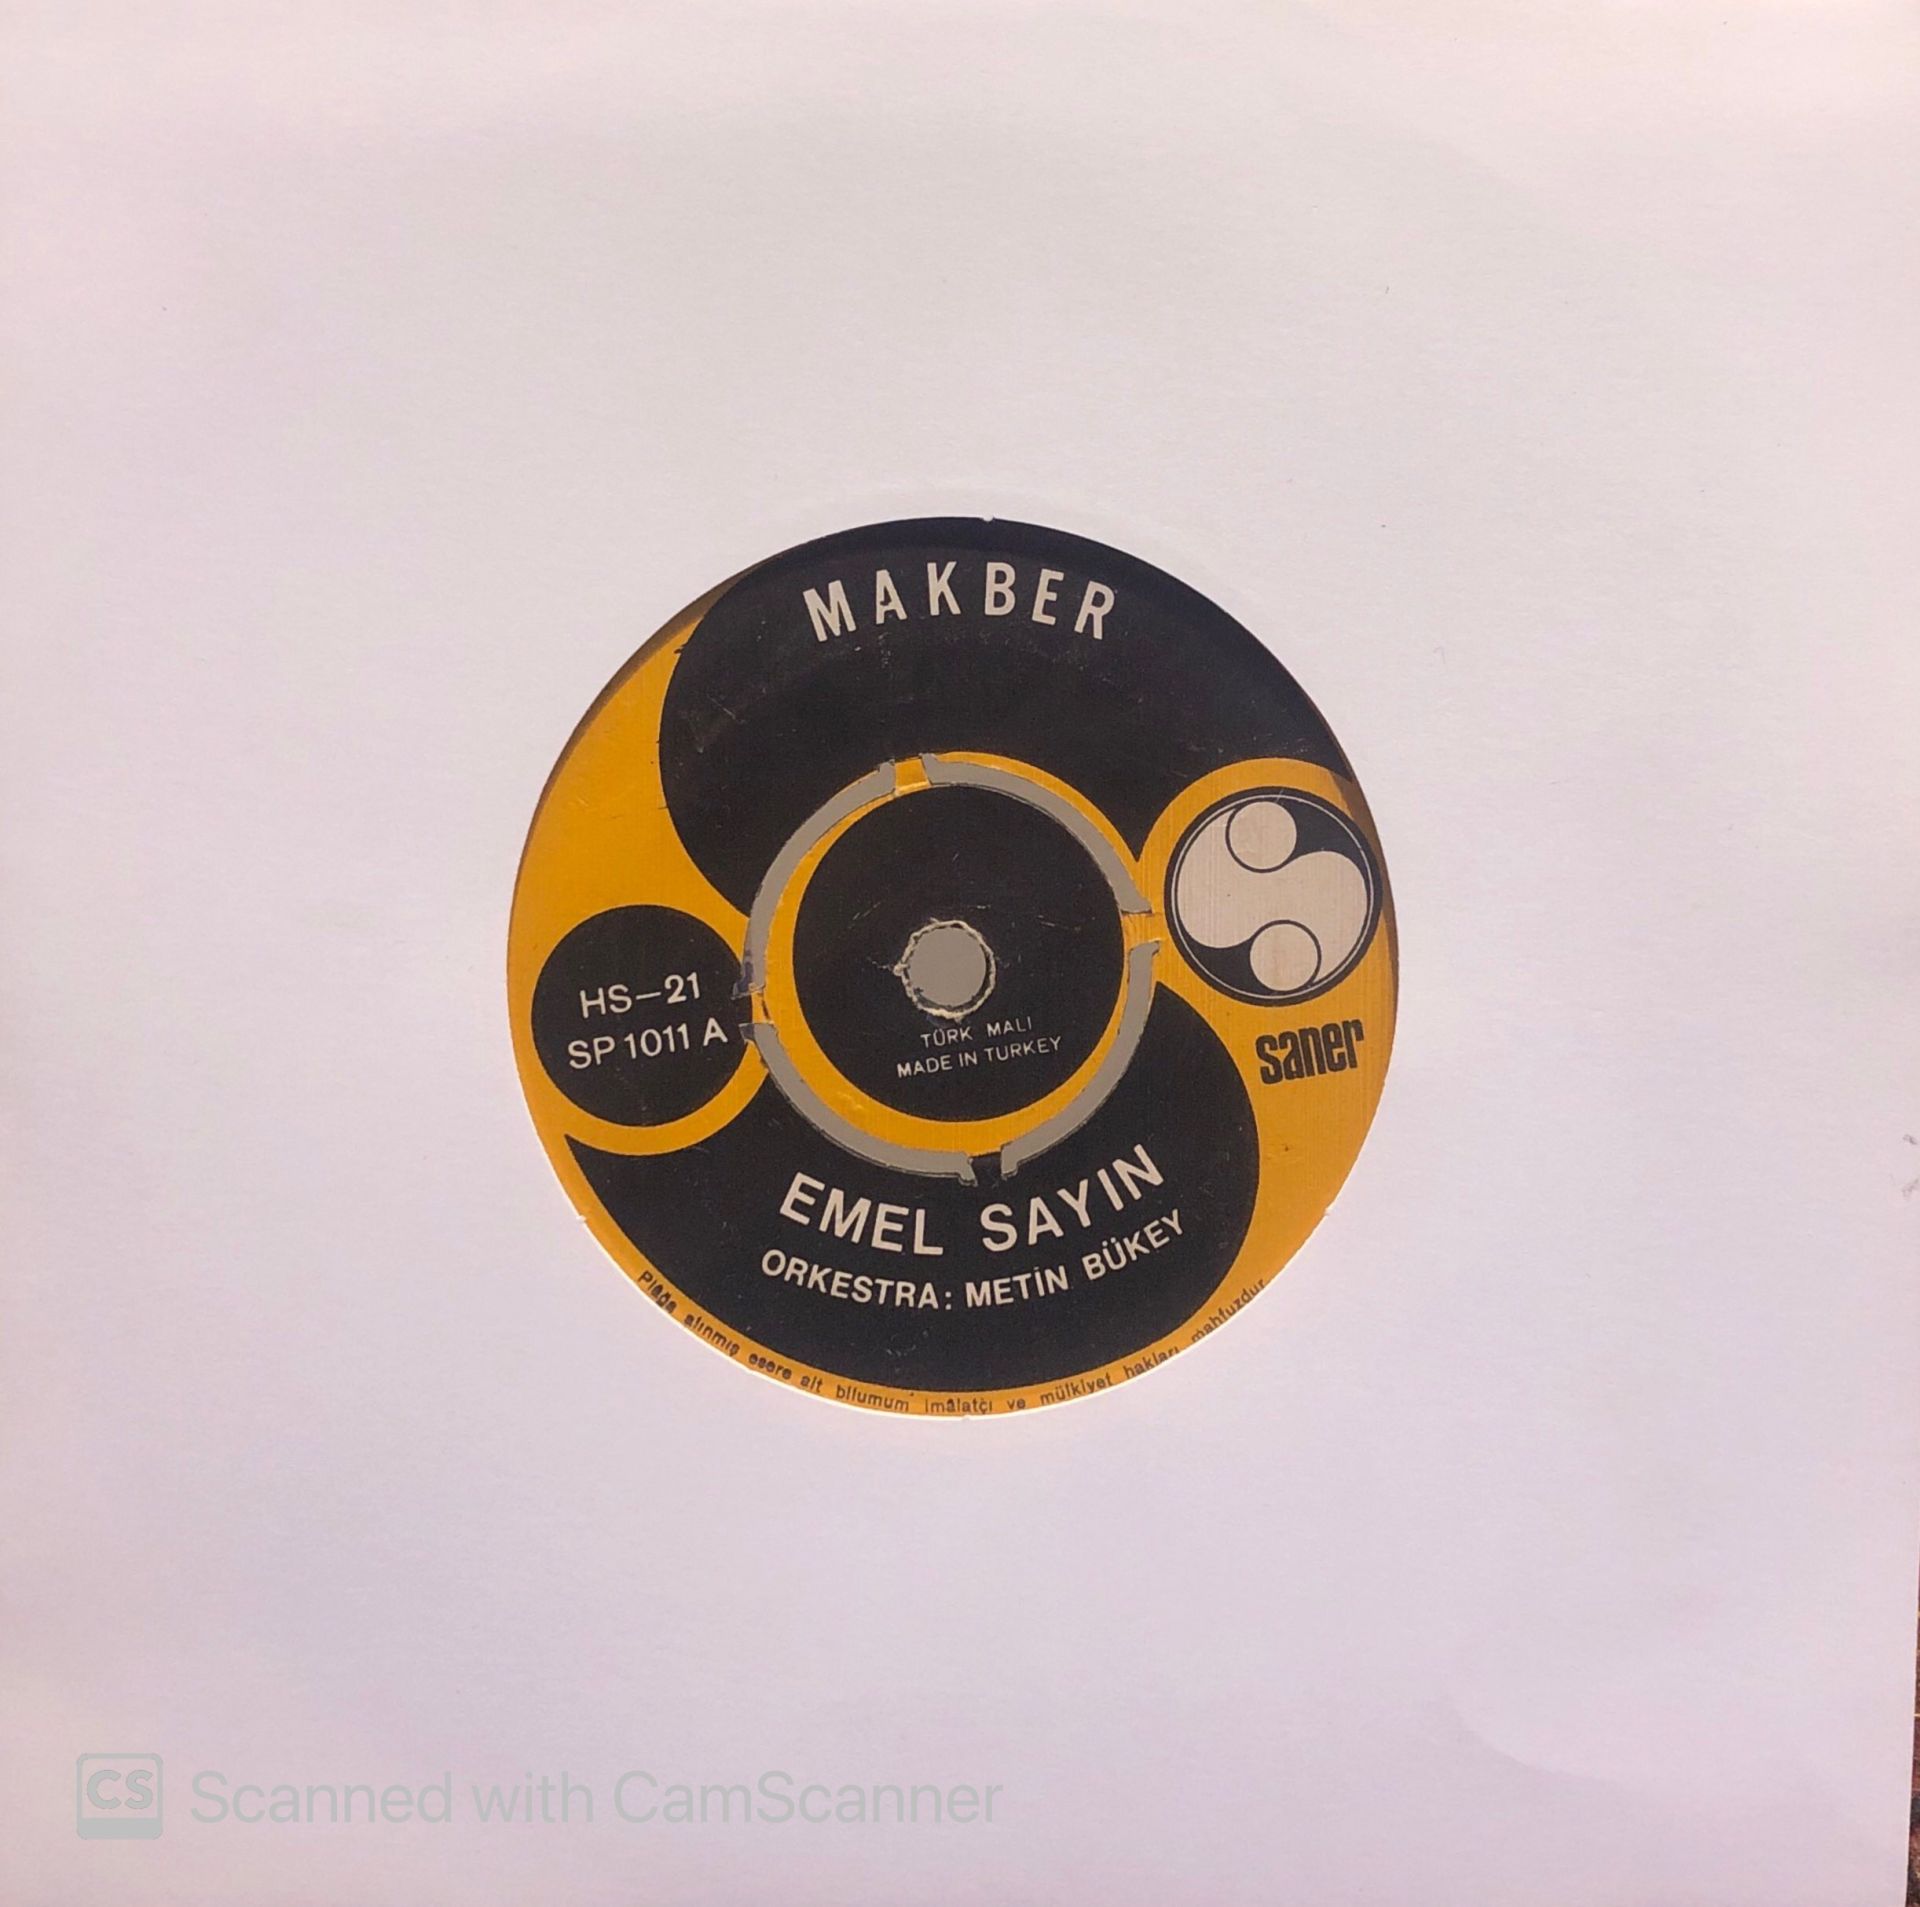 MAKBER
HS-21
SP 1011 A
TÜRK MALI
MADE IN TURKEY
saner
EMEL SAYIN
ORKESTRA: METİN BÜKEY
Plağa alınmış esere ait bilumum imâlatçı ve mülkiyet hakları mahfuzdur
CS Scanned with CamScanner